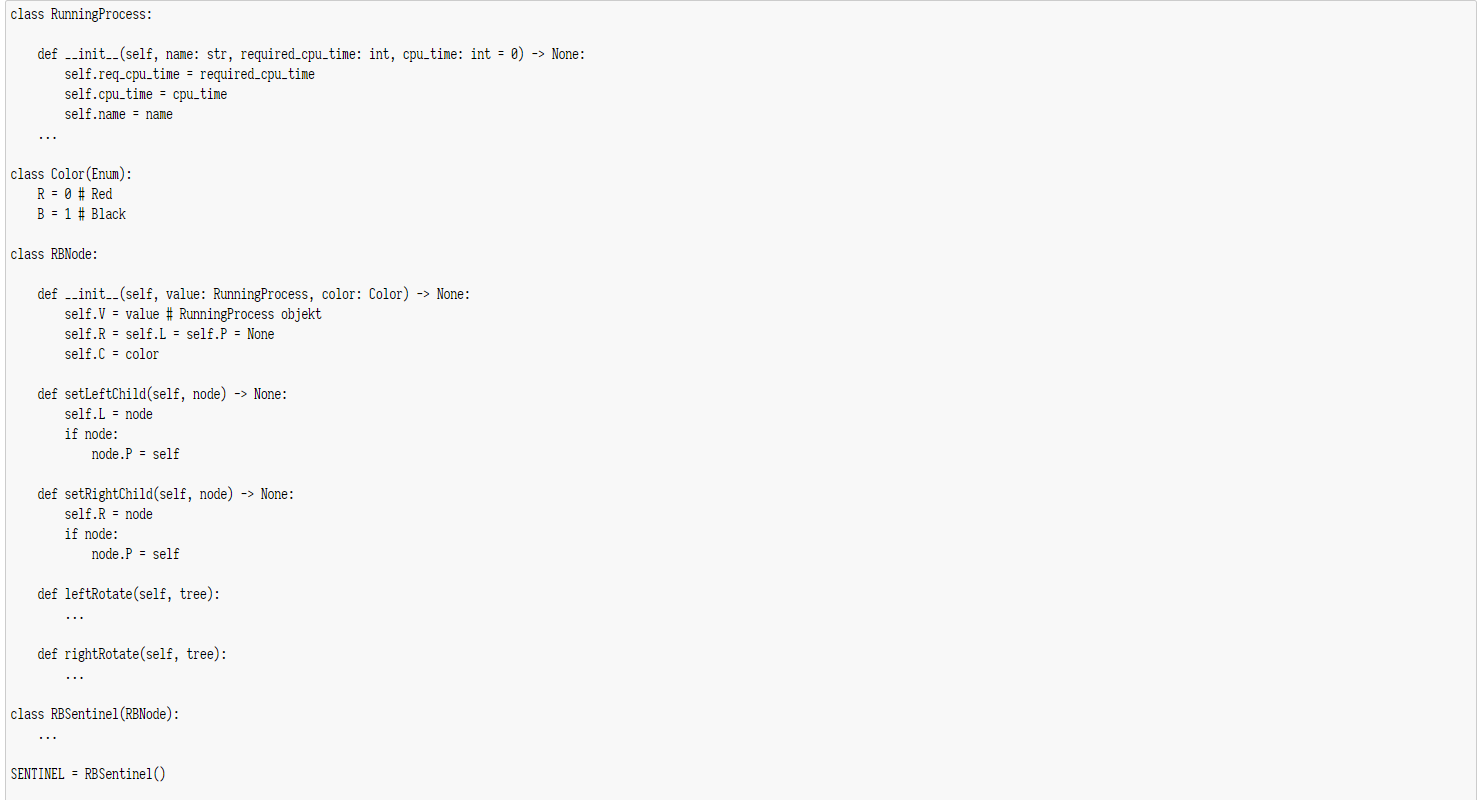 class RunningProcess:
def __init__(self, name: str, required_cpu_time: int, cpu_time: int = 0) -> None:
self.req_cpu_time = required_cpu_time
self.cpu_time = cpu_time
self.name = name
...
class Color(Enum):
R = 0 # Red
B = 1 # Black
class RBNode:
def __init__(self, value: RunningProcess, color: Color) -> None:
self.V = value # RunningProcess objekt
self.R = self.L = self.P = None
self.C = color
def setLeftChild(self, node) -> None:
self.L = node
if node:
node.P = self
def setRightChild(self, node) -> None:
self.R = node
if node:
node.P = self
def leftRotate(self, tree):
...
def rightRotate(self, tree):
...
class RBSentinel(RBNode):
...
SENTINEL = RBSentinel()